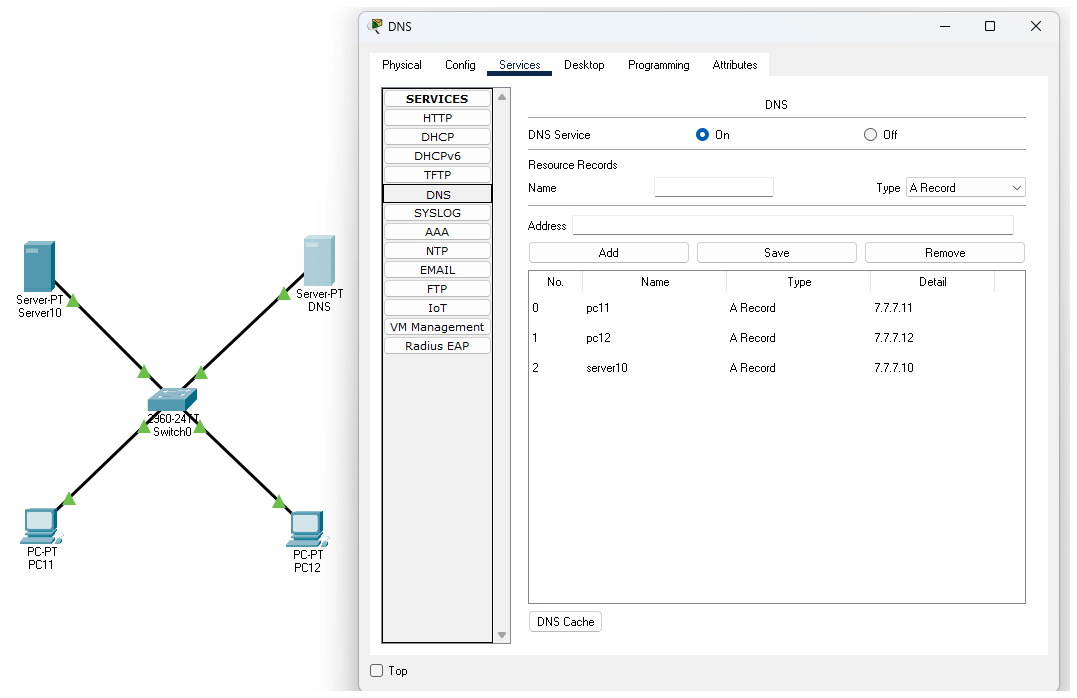 DNS
Physical Config Services Desktop Programming Attributes
SERVICES
HTTP
DHCP
DHCPv6
TFTP
DNS
SYSLOG
AAA
NTP
EMAIL
FTP
IoT
VM Management
Radius EAP
DNS
DNS Service On Off
Resource Records
Name Type A Record
Address
Add Save Remove
No. Name Type Detail
0 pc11 A Record 7.7.7.11
1 pc12 A Record 7.7.7.12
2 server10 A Record 7.7.7.10
DNS Cache
Top
Server-PT
Server10
Server-PT
DNS
2960-24TT
Switch0
PC-PT
PC11
PC-PT
PC12